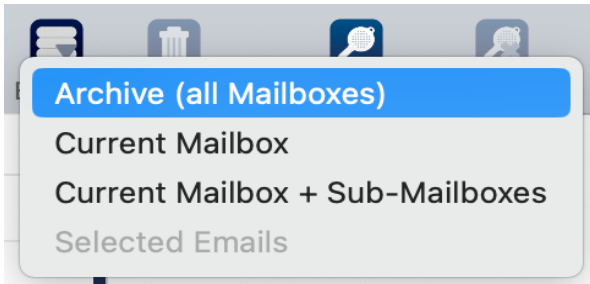 Archive (all Mailboxes)
Current Mailbox
Current Mailbox + Sub-Mailboxes
Selected Emails